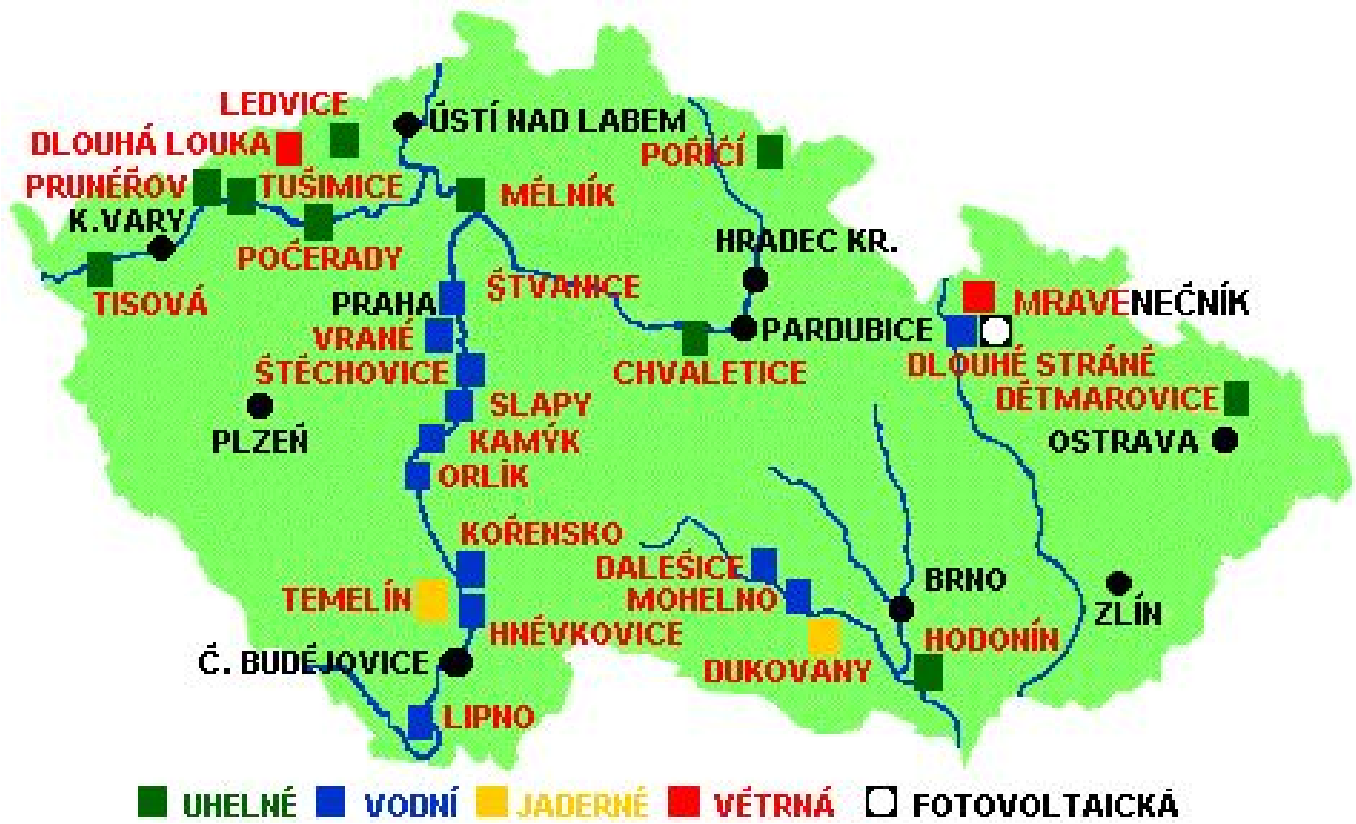 LEDVICE
ÚSTÍ NAD LABEM
DLOUHÁ LOUKA
POŘÍČÍ
PRUNÉŘOV
TUŠIMICE
MĚLNÍK
K.VARY
HRADEC KR.
POČERADY
TISOVÁ
ŠTVANICE
PRAHA
MRAVENEČNÍK
VRANÉ
PARDUBICE
ŠTĚCHOVICE
CHVALETICE
DLOUHÉ STRÁNĚ
DĚTMAROVICE
SLAPY
PLZEŇ
KAMÝK
OSTRAVA
ORLÍK
KOŘENSKO
DALEŠICE
BRNO
TEMELÍN
MOHELNO
ZLÍN
HNĚVKOVICE
HODONÍN
Č. BUDĚJOVICE
DUKOVANY
LIPNO
UHELNÉ VODNÍ JADERNÉ VĚTRNÁ FOTOVOLTAICKÁ